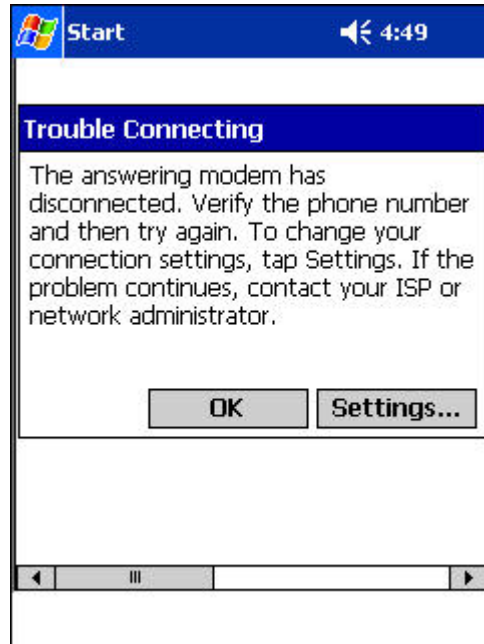 Start 4:49
Trouble Connecting
The answering modem has
disconnected. Verify the phone number
and then try again. To change your
connection settings, tap Settings. If the
problem continues, contact your ISP or
network administrator.
OK Settings...